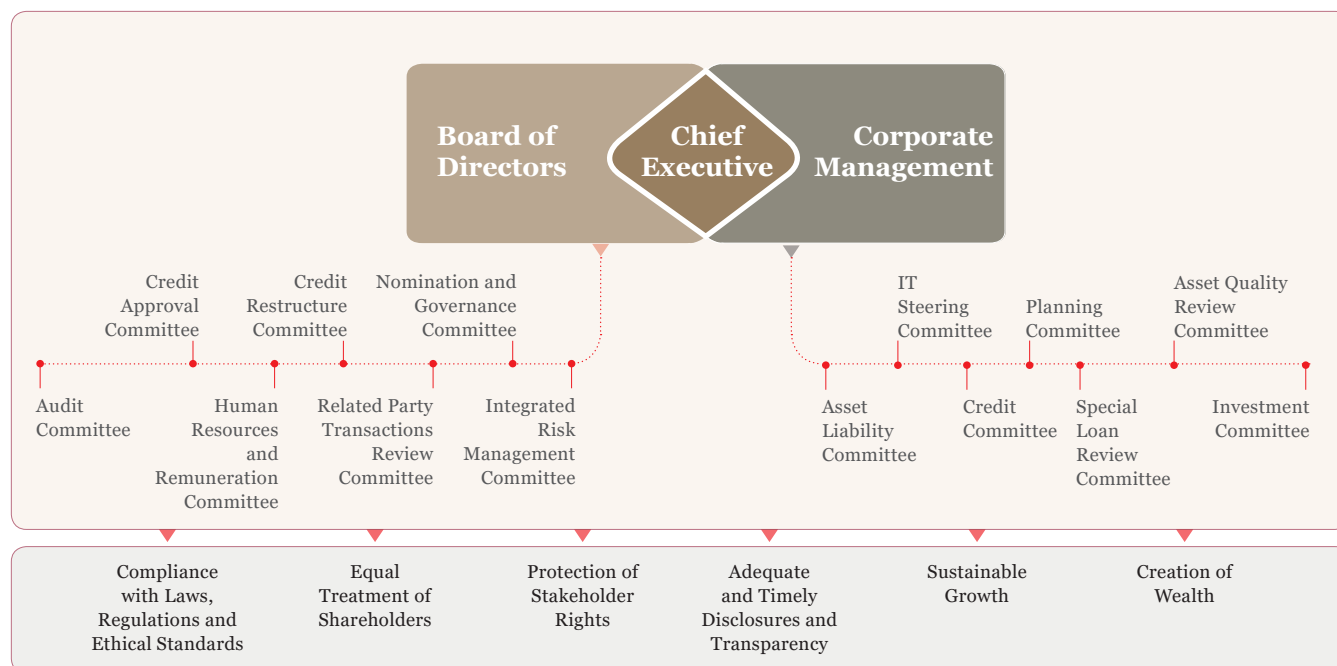 Board of
Directors
Chief
Executive
Corporate
Management
Credit
Approval
Committee
Credit
Restructure
Committee
Nomination and
Governance
Committee
IT
Steering
Committee
Planning
Committee
Asset Quality
Review
Committee
Audit
Committee
Human
Resources
and
Remuneration
Committee
Related Party
Transactions
Review
Committee
Integrated
Risk
Management
Committee
Asset
Liability
Committee
Credit
Committee
Special
Loan
Review
Committee
Investment
Committee
Compliance
with Laws,
Regulations and
Ethical Standards
Equal
Treatment of
Shareholders
Protection of
Stakeholder
Rights
Adequate
and Timely
Disclosures and
Transparency
Sustainable
Growth
Creation of
Wealth